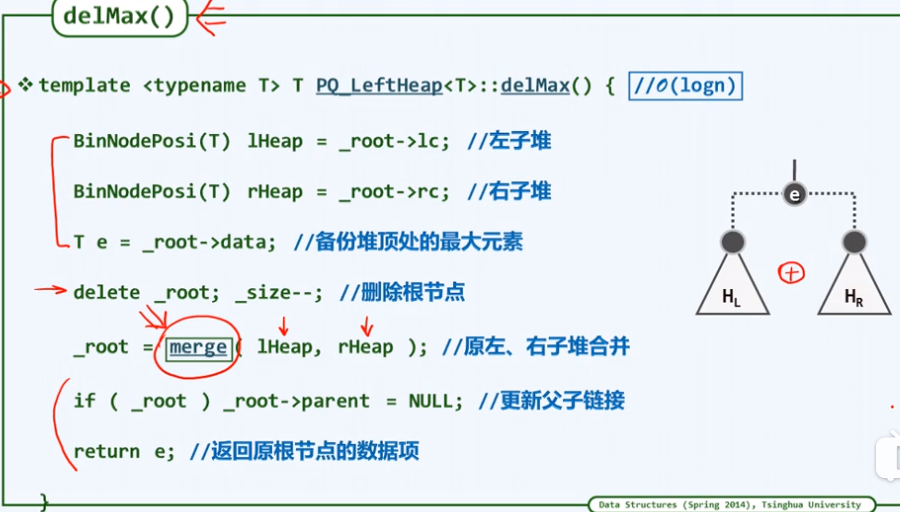 delMax()
❖ template <typename T> T PQ_LeftHeap<T>::delMax() { //O(logn)
BinNodePosi(T) lHeap = _root->lc; //左子堆
BinNodePosi(T) rHeap = _root->rc; //右子堆
T e = _root->data; //备份堆顶处的最大元素
delete _root; _size--; //删除根节点
_root = merge( lHeap, rHeap ); //原左、右子堆合并
if ( _root ) _root->parent = NULL; //更新父子链接
return e; //返回原根节点的数据项
}
e
HL
HR
Data Structures (Spring 2014), Tsinghua University